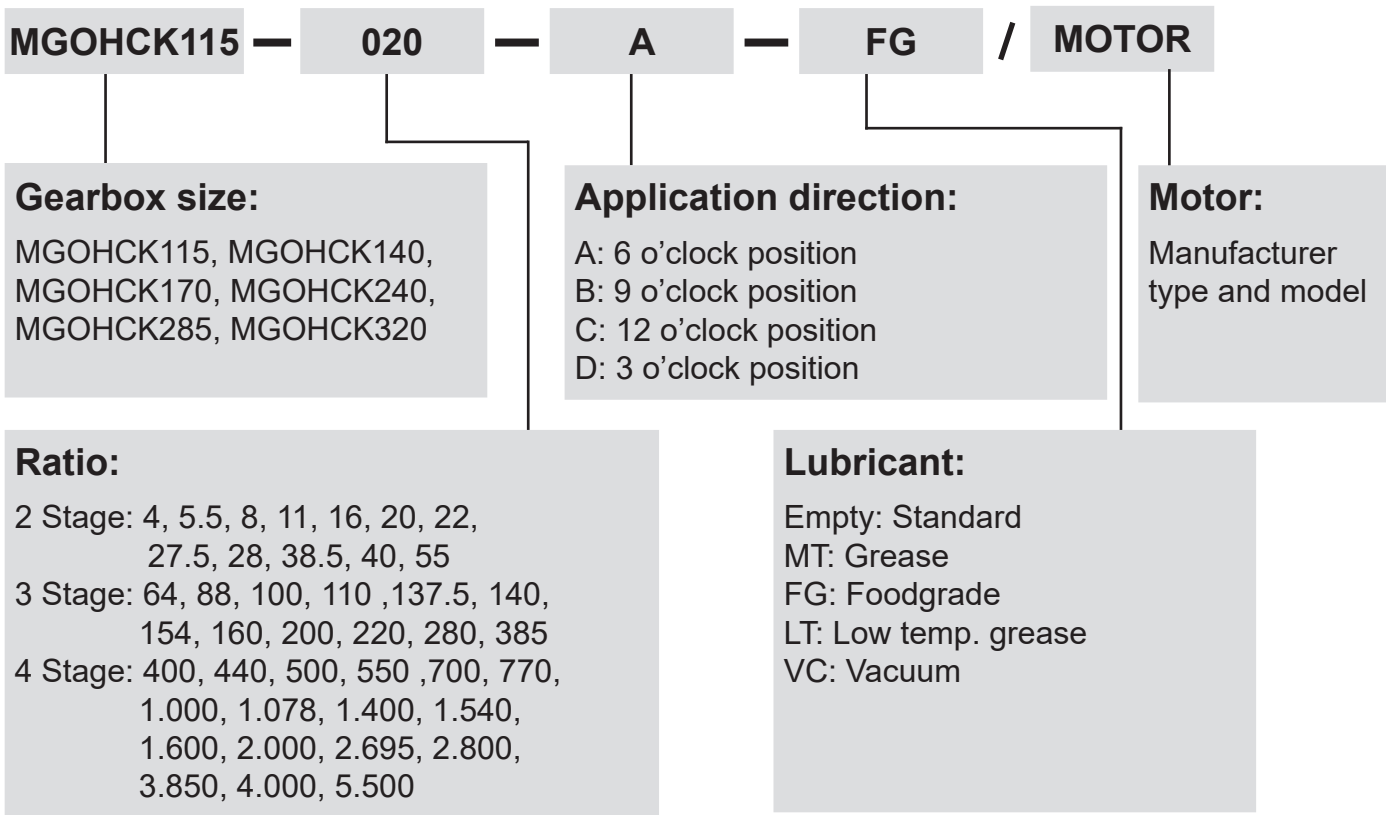 MGOHCK115 — 020 — A — FG / MOTOR
Gearbox size:
MGOHCK115, MGOHCK140,
MGOHCK170, MGOHCK240,
MGOHCK285, MGOHCK320
Application direction:
A: 6 o’clock position
B: 9 o’clock position
C: 12 o’clock position
D: 3 o’clock position
Motor:
Manufacturer
type and model
Ratio:
2 Stage: 4, 5.5, 8, 11, 16, 20, 22,
27.5, 28, 38.5, 40, 55
3 Stage: 64, 88, 100, 110 ,137.5, 140,
154, 160, 200, 220, 280, 385
4 Stage: 400, 440, 500, 550 ,700, 770,
1.000, 1.078, 1.400, 1.540,
1.600, 2.000, 2.695, 2.800,
3.850, 4.000, 5.500
Lubricant:
Empty: Standard
MT: Grease
FG: Foodgrade
LT: Low temp. grease
VC: Vacuum